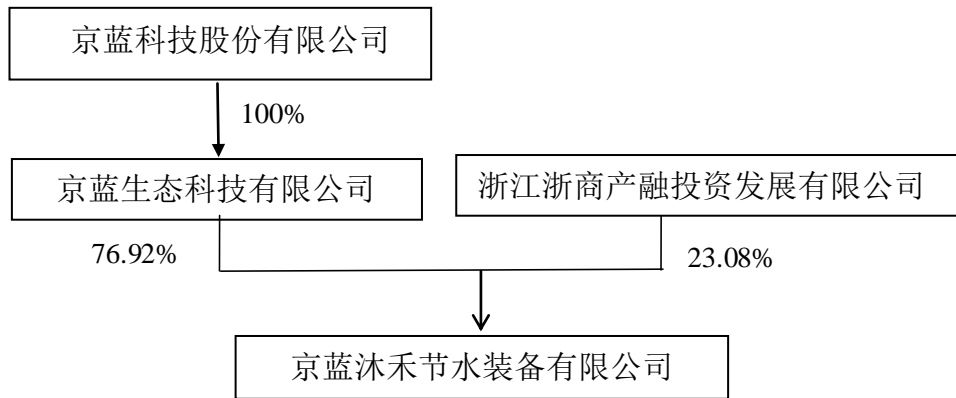 京蓝科技股份有限公司
100%
京蓝生态科技有限公司
浙江浙商产融投资发展有限公司
76.92%
23.08%
京蓝沐禾节水装备有限公司